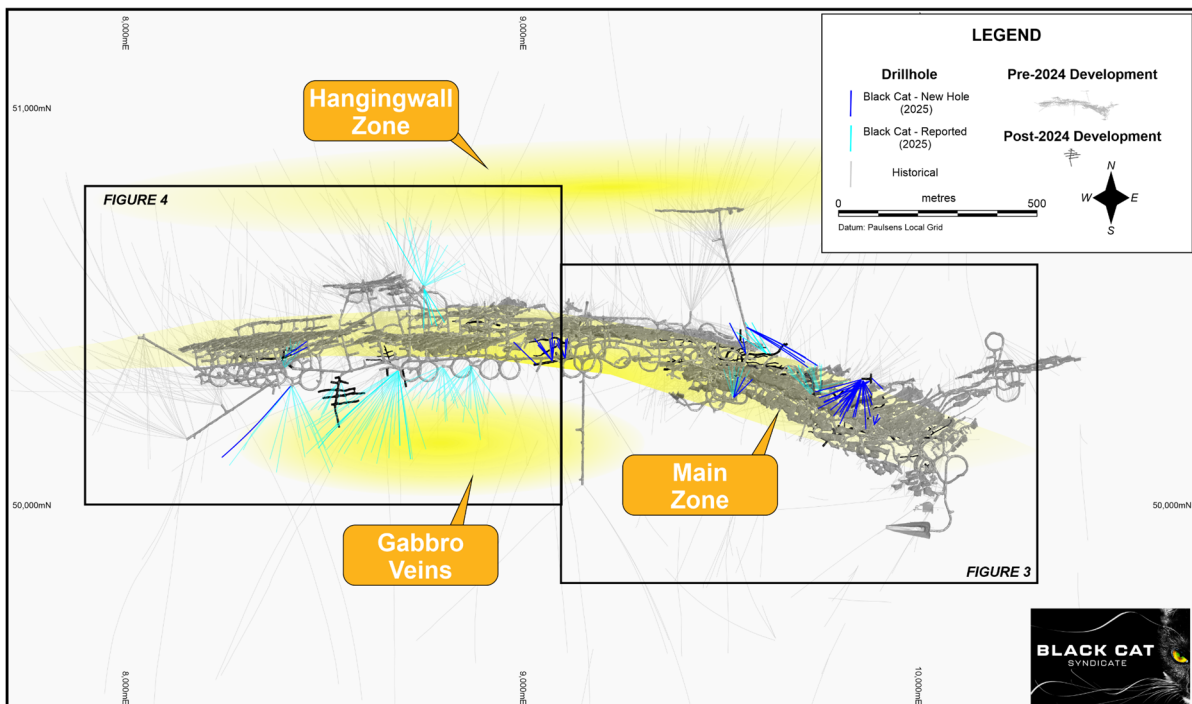 8,000mE
9,000mE
51,000mN
Hangingwall
Zone
LEGEND
Drillhole
Black Cat - New Hole
(2025)
Black Cat - Reported
(2025)
Historical
Pre-2024 Development
Post-2024 Development
N
W
E
S
metres
0
500
Datum: Paulsens Local Grid
FIGURE 4
Main
Zone
50,000mN
50,000mN
Gabbro
Veins
FIGURE 3
8,000mE
9,000mE
10,000mE
BLACK CAT
SYNDICATE